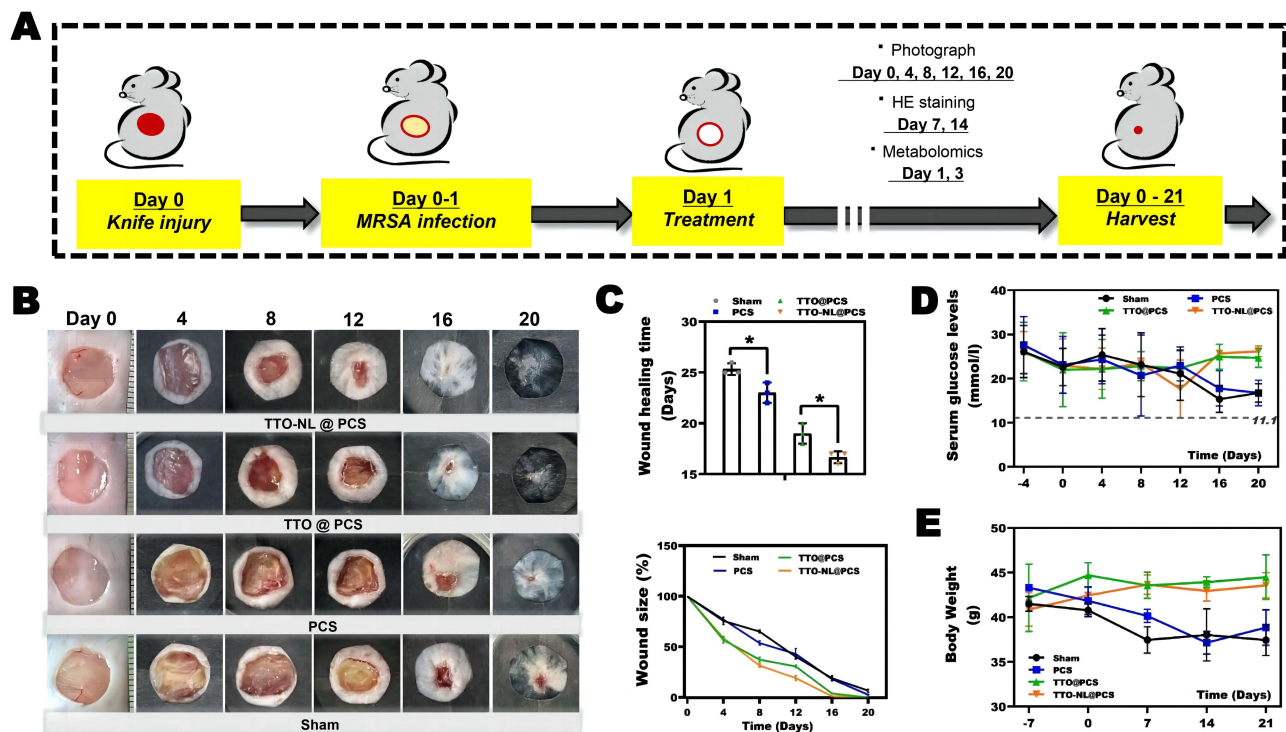 A
Photograph
Day 0, 4, 8, 12, 16, 20
HE staining
Day 7, 14
Metabolomics
Day 1, 3
Day 0
Knife injury
Day 0-1
MRSA infection
Day 1
Treatment
Day 0 - 21
Harvest
B
Day 0 4 8 12 16 20
TTO-NL @ PCS
TTO @ PCS
PCS
Sham
C
Sham TTO@PCS
PCS TTO-NL@PCS
Wound healing time
(Days)
30
25
20
15
* *
Wound size (%)
150
100
50
0
Sham TTO@PCS
PCS TTO-NL@PCS
0 4 8 12 16 20
Time (Days)
D
Serum glucose levels
(mmol/l)
40
30
20
10
0
Sham PCS
TTO@PCS TTO-NL@PCS
11.1
Time (Days)
-4 0 4 8 12 16 20
E
Body Weight
(g)
50
45
40
35
30
Sham
PCS
TTO@PCS
TTO-NL@PCS
Time (Days)
-7 0 7 14 21